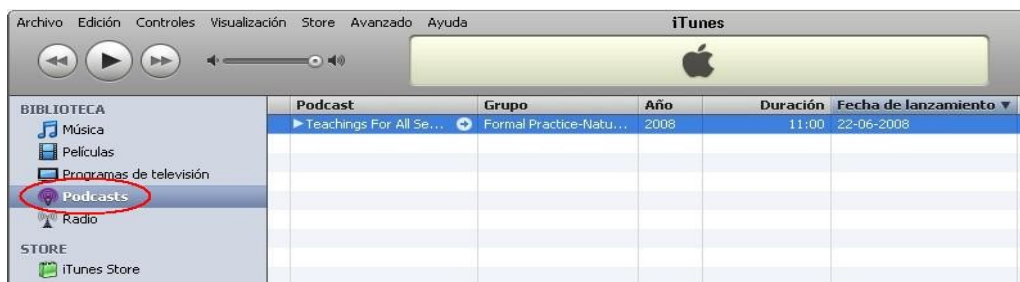 Archivo Edición Controles Visualización Store Avanzado Ayuda iTunes
BIBLIOTECA Podcast Grupo Año Duración Fecha de lanzamiento
Música Teachings For All Se... Formal Practice-Natu... 2008 11:00 22-06-2008
Películas
Programas de televisión
Podcasts
Radio
STORE
iTunes Store